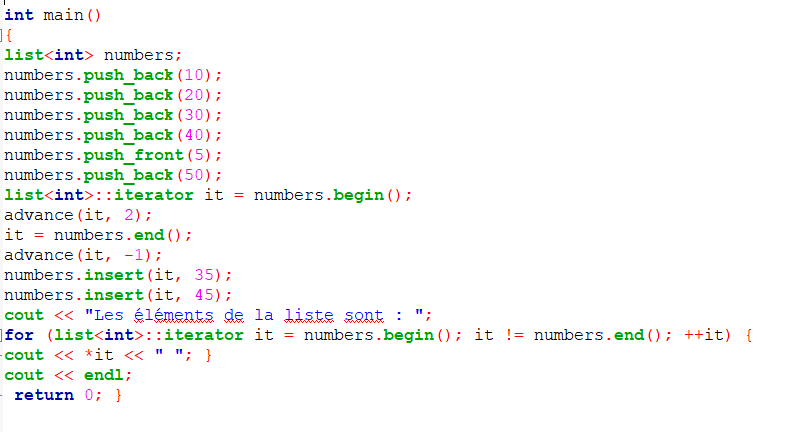 int main()
{
list<int> numbers;
numbers.push_back(10);
numbers.push_back(20);
numbers.push_back(30);
numbers.push_back(40);
numbers.push_front(5);
numbers.push_back(50);
list<int>::iterator it = numbers.begin();
advance(it, 2);
it = numbers.end();
advance(it, -1);
numbers.insert(it, 35);
numbers.insert(it, 45);
cout << "Les éléments de la liste sont : ";
for (list<int>::iterator it = numbers.begin(); it != numbers.end(); ++it) {
cout << *it << " "; }
cout << endl;
return 0; }